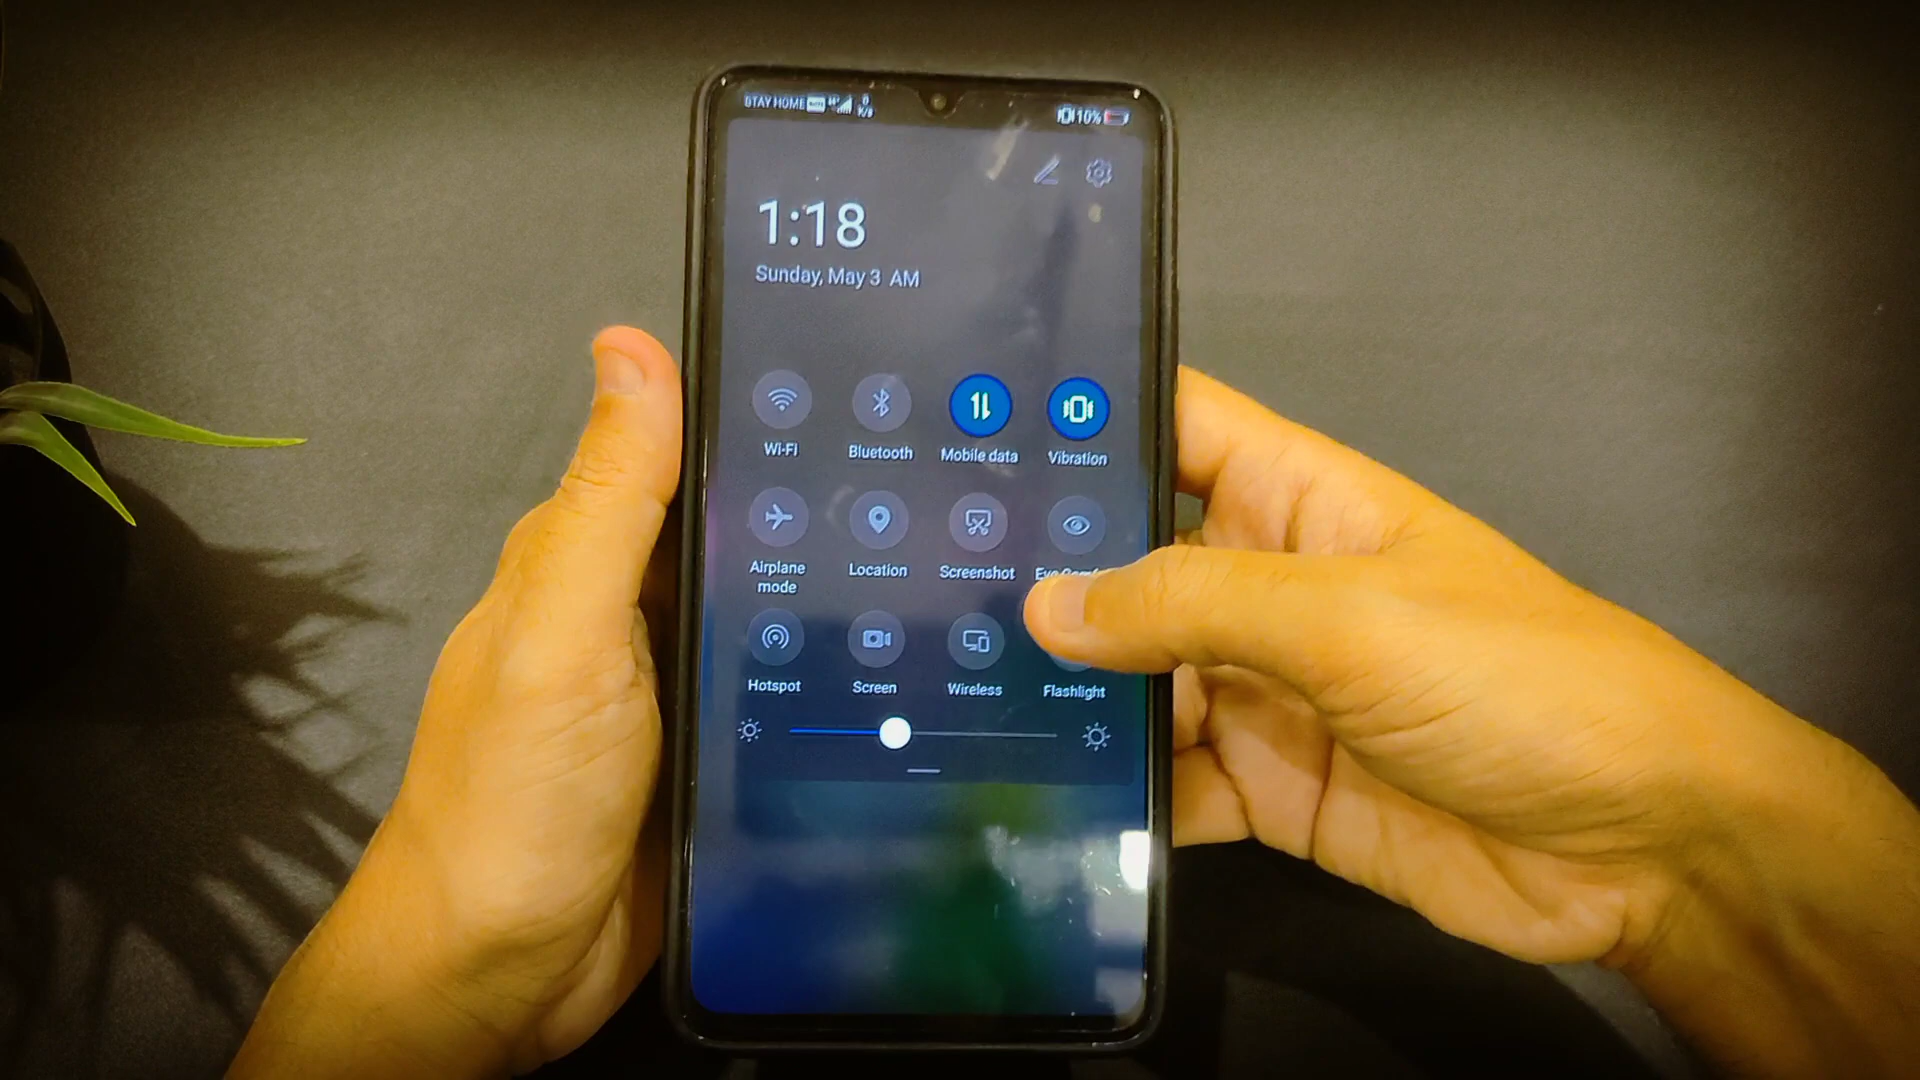 STAY HOME
10%
1:18
Sunday, May 3 AM
Wi-Fi Bluetooth Mobile data Vibration
Airplane mode Location Screenshot Eye
Hotspot Screen Wireless Flashlight